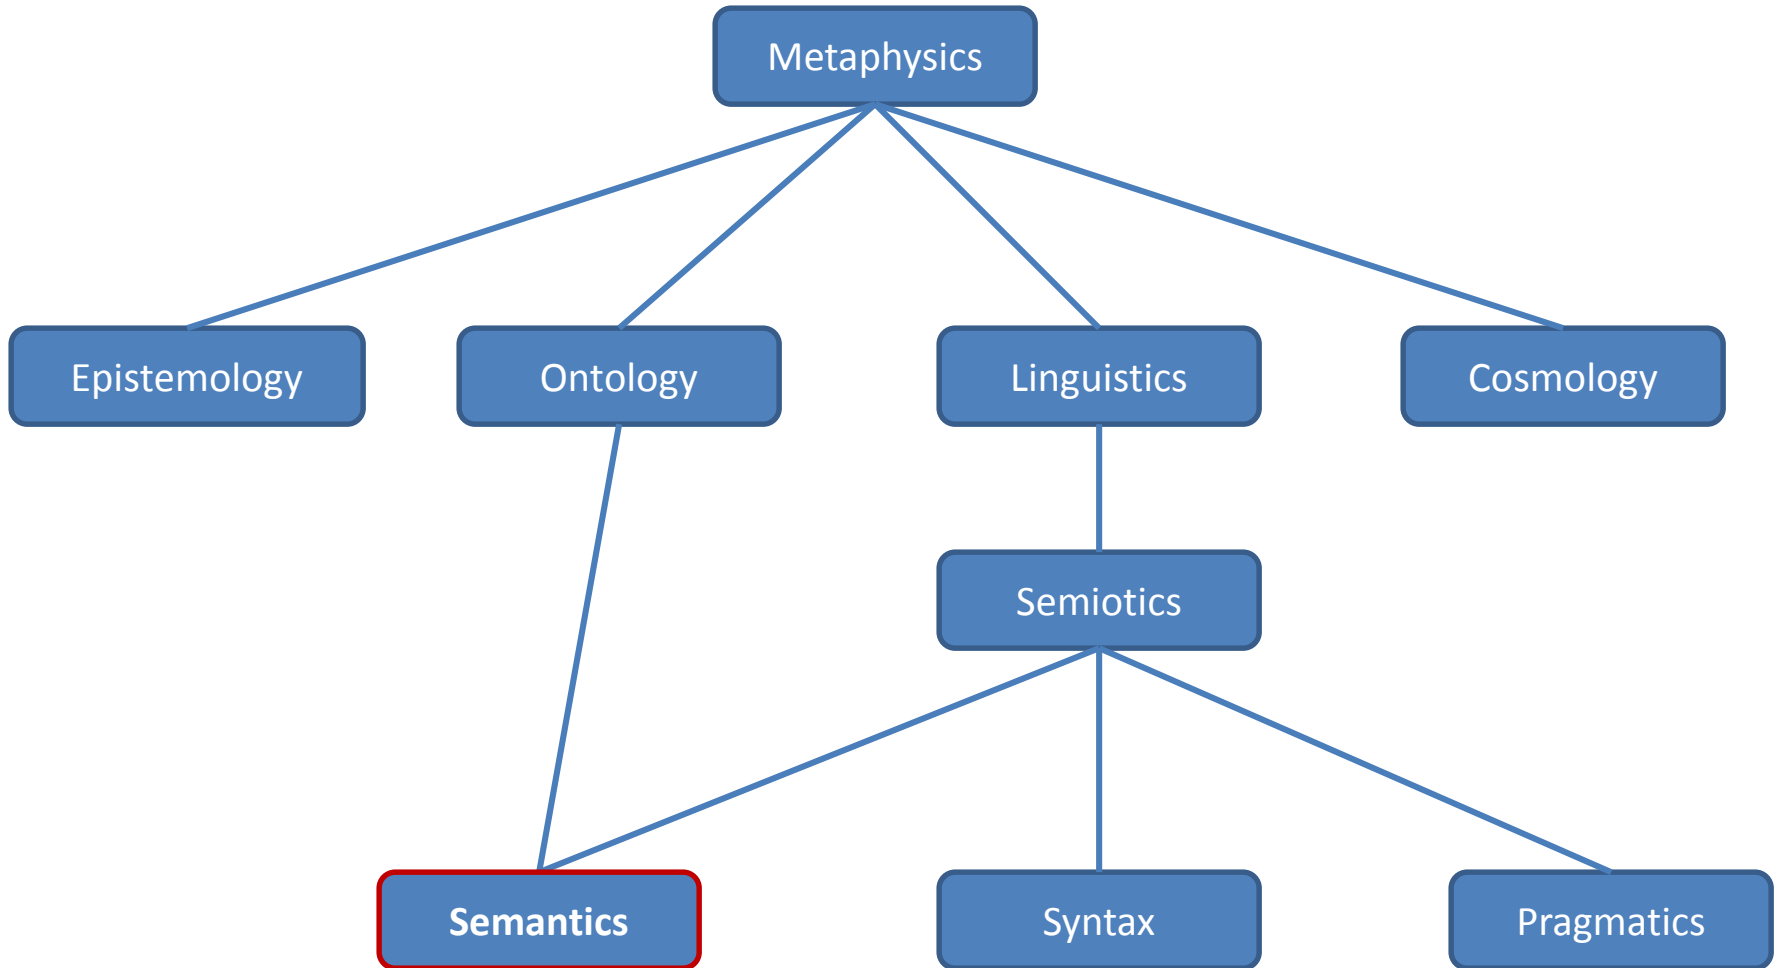 Metaphysics
Epistemology
Ontology
Linguistics
Cosmology
Semiotics
Semantics
Syntax
Pragmatics